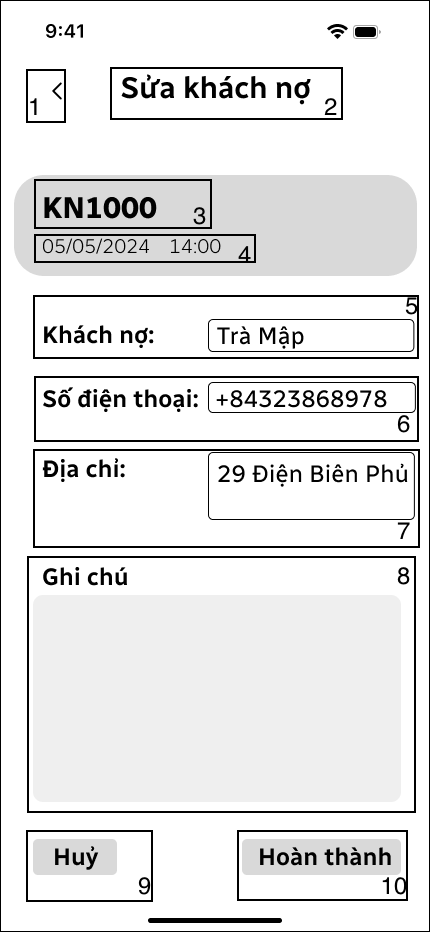 9:41
1 <
Sửa khách nợ 2
KN1000 3
05/05/2024 14:00 4
5
Khách nợ: Trà Mập
Số điện thoại: +84323868978
6
Địa chỉ: 29 Điện Biên Phủ
7
Ghi chú 8
Huỷ 9
Hoàn thành 10